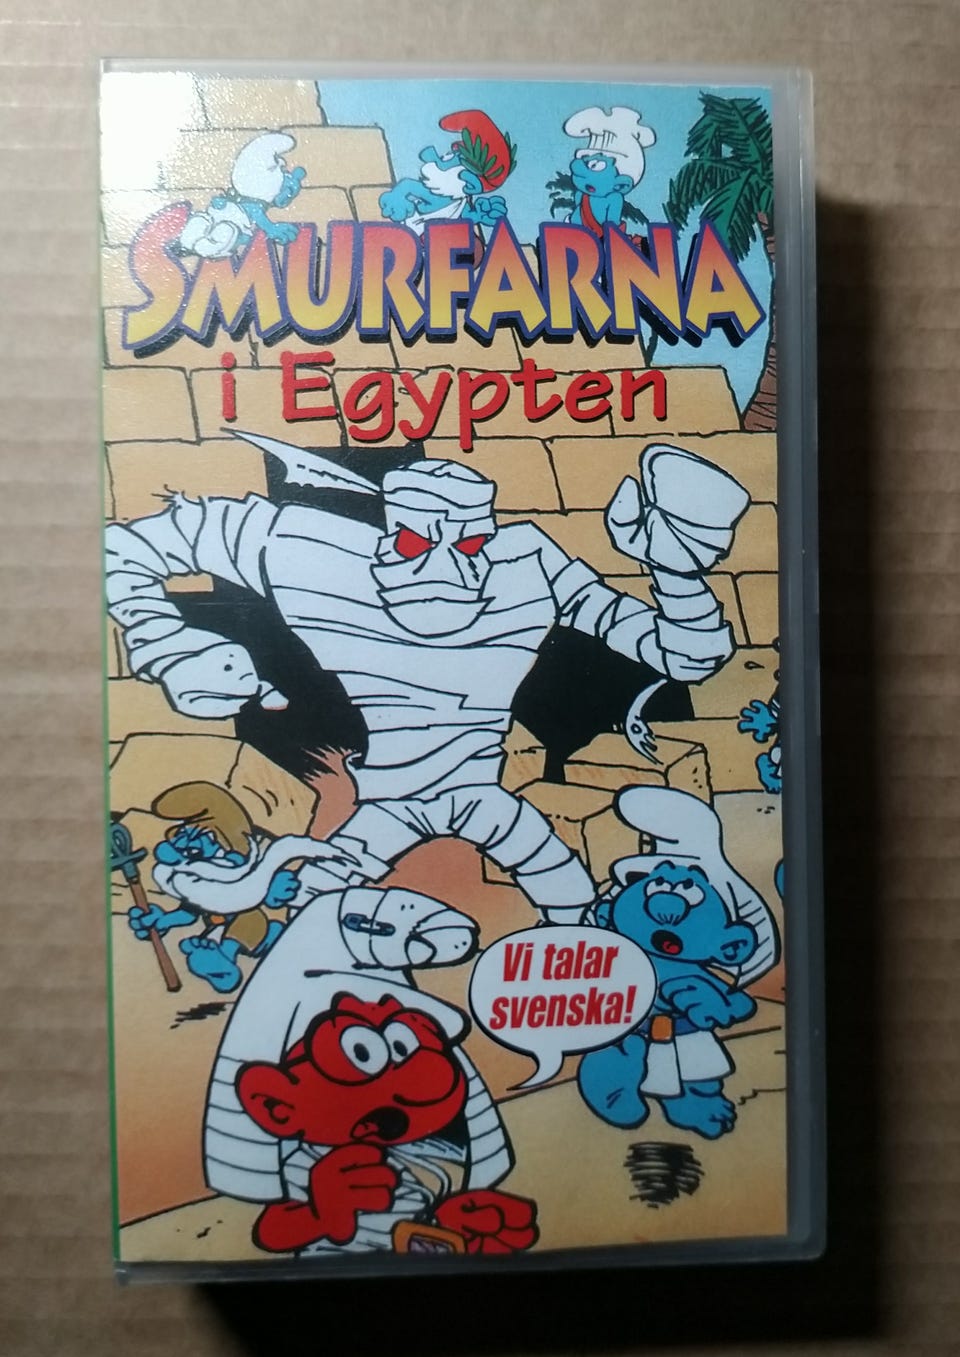 SMURFARNA
i Egypten
Vi talar
svenska!